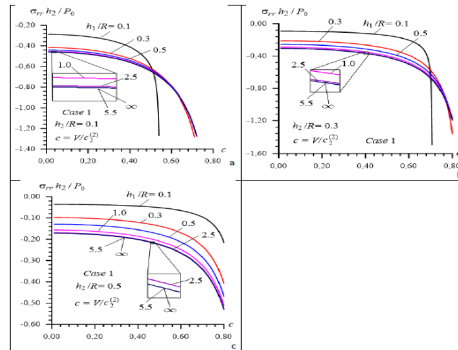 σrr h2 / P0
h1/R= 0.1
-0,20
-0.40
-0.60
-0.80
-1.00
-1.20
-1.40
0.3
0.5
1.0
2.5
5.5
∞
Case 1
h2/R= 0.1
c = V/c2(2)
0.00
0.20
0.40
0.60
0.80
c
a
σrr h2 / P0
h1/R= 0.1
0,00
-0.40
-0.80
-1.20
-1,60
0.3
0.5
1.0
2.5
5.5
∞
h2/R= 0.3
c = V/c2(2)
Case 1
0.00
0.20
0.40
0.60
0.80
c
σrr h2 / P0
h1/R= 0.1
0,00
-0,10
-0,20
-0,30
-0,40
-0,50
-0,60
1.0
0.3
0.5
2.5
5.5
∞
Case 1
h2/R= 0.5
c = V/c2(2)
5.5
∞
0.00
0.20
0.40
0.60
0.80
c
c